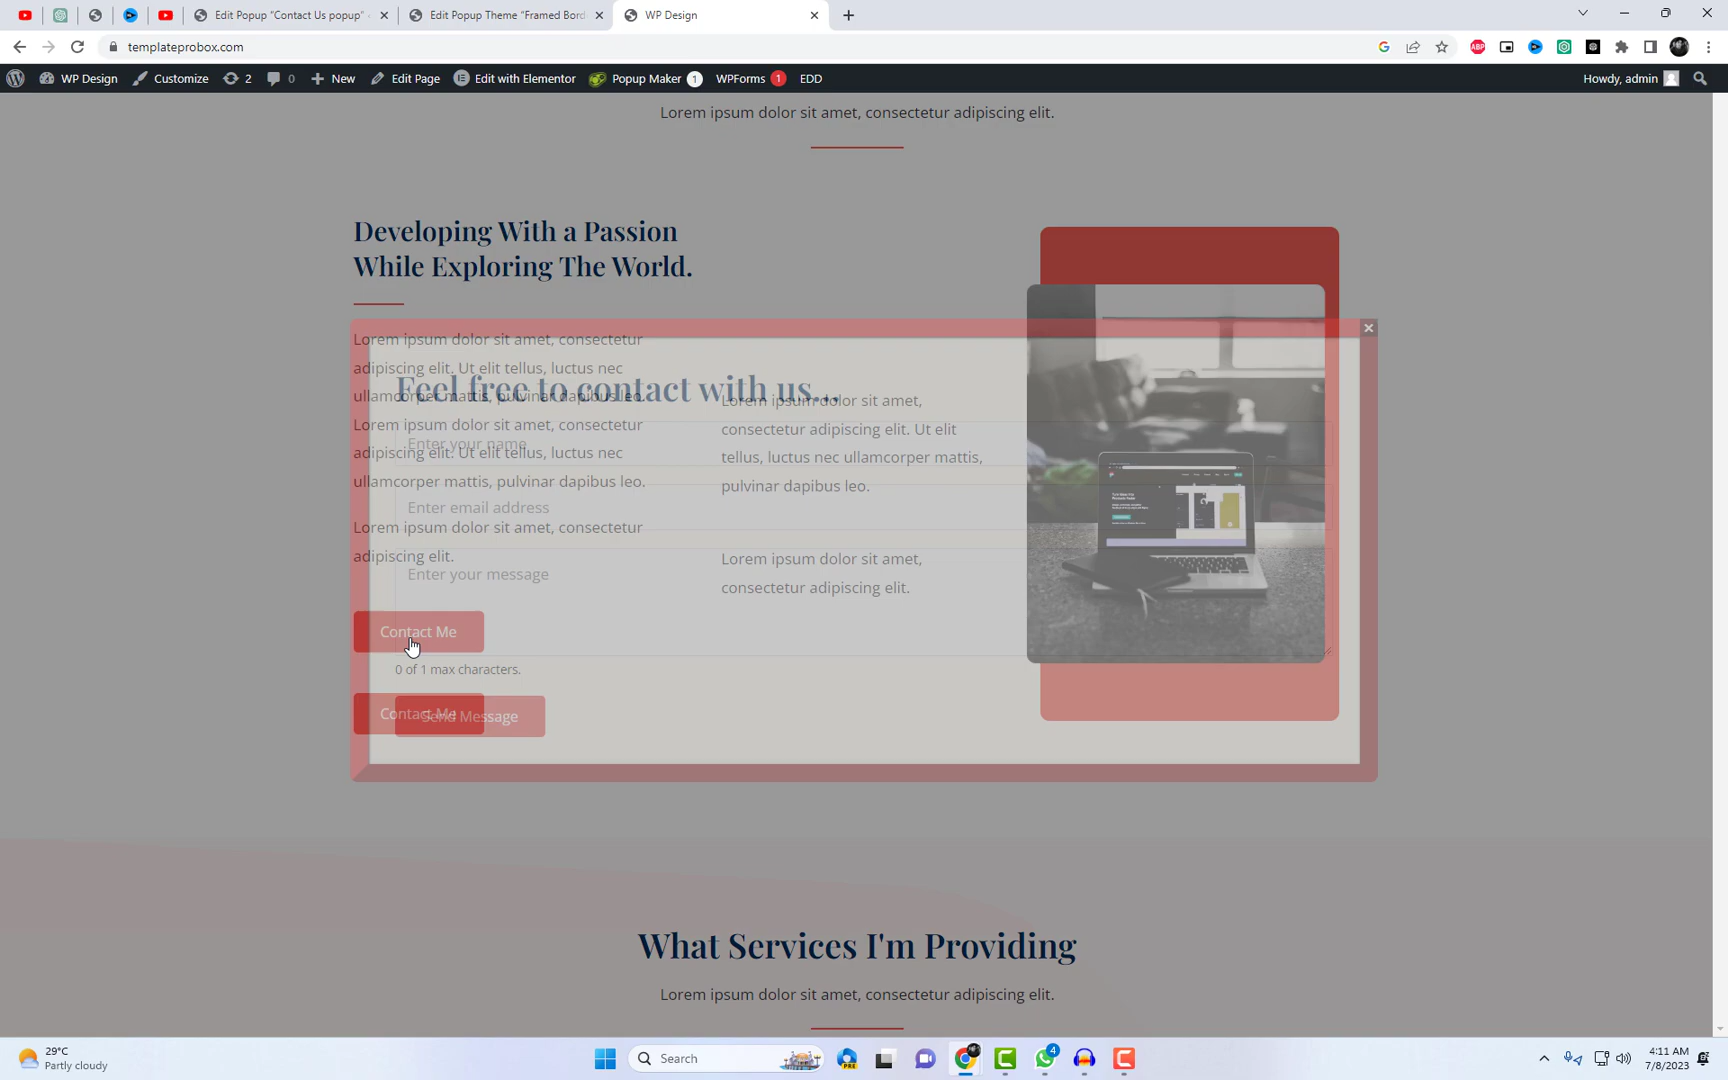 Edit Popup "Contact Us popup"
Edit Popup Theme "Framed Bord
WP Design
templateprobox.com
ABP
WP Design
Customize
2
0
New
Edit Page
Edit with Elementor
Popup Maker 1
WPForms 1
EDD
Howdy, admin
Lorem ipsum dolor sit amet, consectetur adipiscing elit.
Developing With a Passion
While Exploring The World.
Lorem ipsum dolor sit amet, consectetur
adipiscing elit. Ut elit tellus, luctus nec
ullamcorper mattis, pulvinar dapibus leo.
Lorem ipsum dolor sit amet, consectetur
adipiscing elit. Ut elit tellus, luctus nec
ullamcorper mattis, pulvinar dapibus leo.
Lorem ipsum dolor sit amet, consectetur
adipiscing elit.
Lorem ipsum dolor sit amet,
consectetur adipiscing elit. Ut elit
tellus, luctus nec ullamcorper mattis,
pulvinar dapibus leo.
Lorem ipsum dolor sit amet,
consectetur adipiscing elit.
Feel free to contact with us...
Enter your name
Enter email address
Enter your message
Contact Me
0 of 1 max characters.
Contact Me
Send Message
What Services I'm Providing
Lorem ipsum dolor sit amet, consectetur adipiscing elit.
29°C
Partly cloudy
Search
PRE
4
4:11 AM
7/8/2023